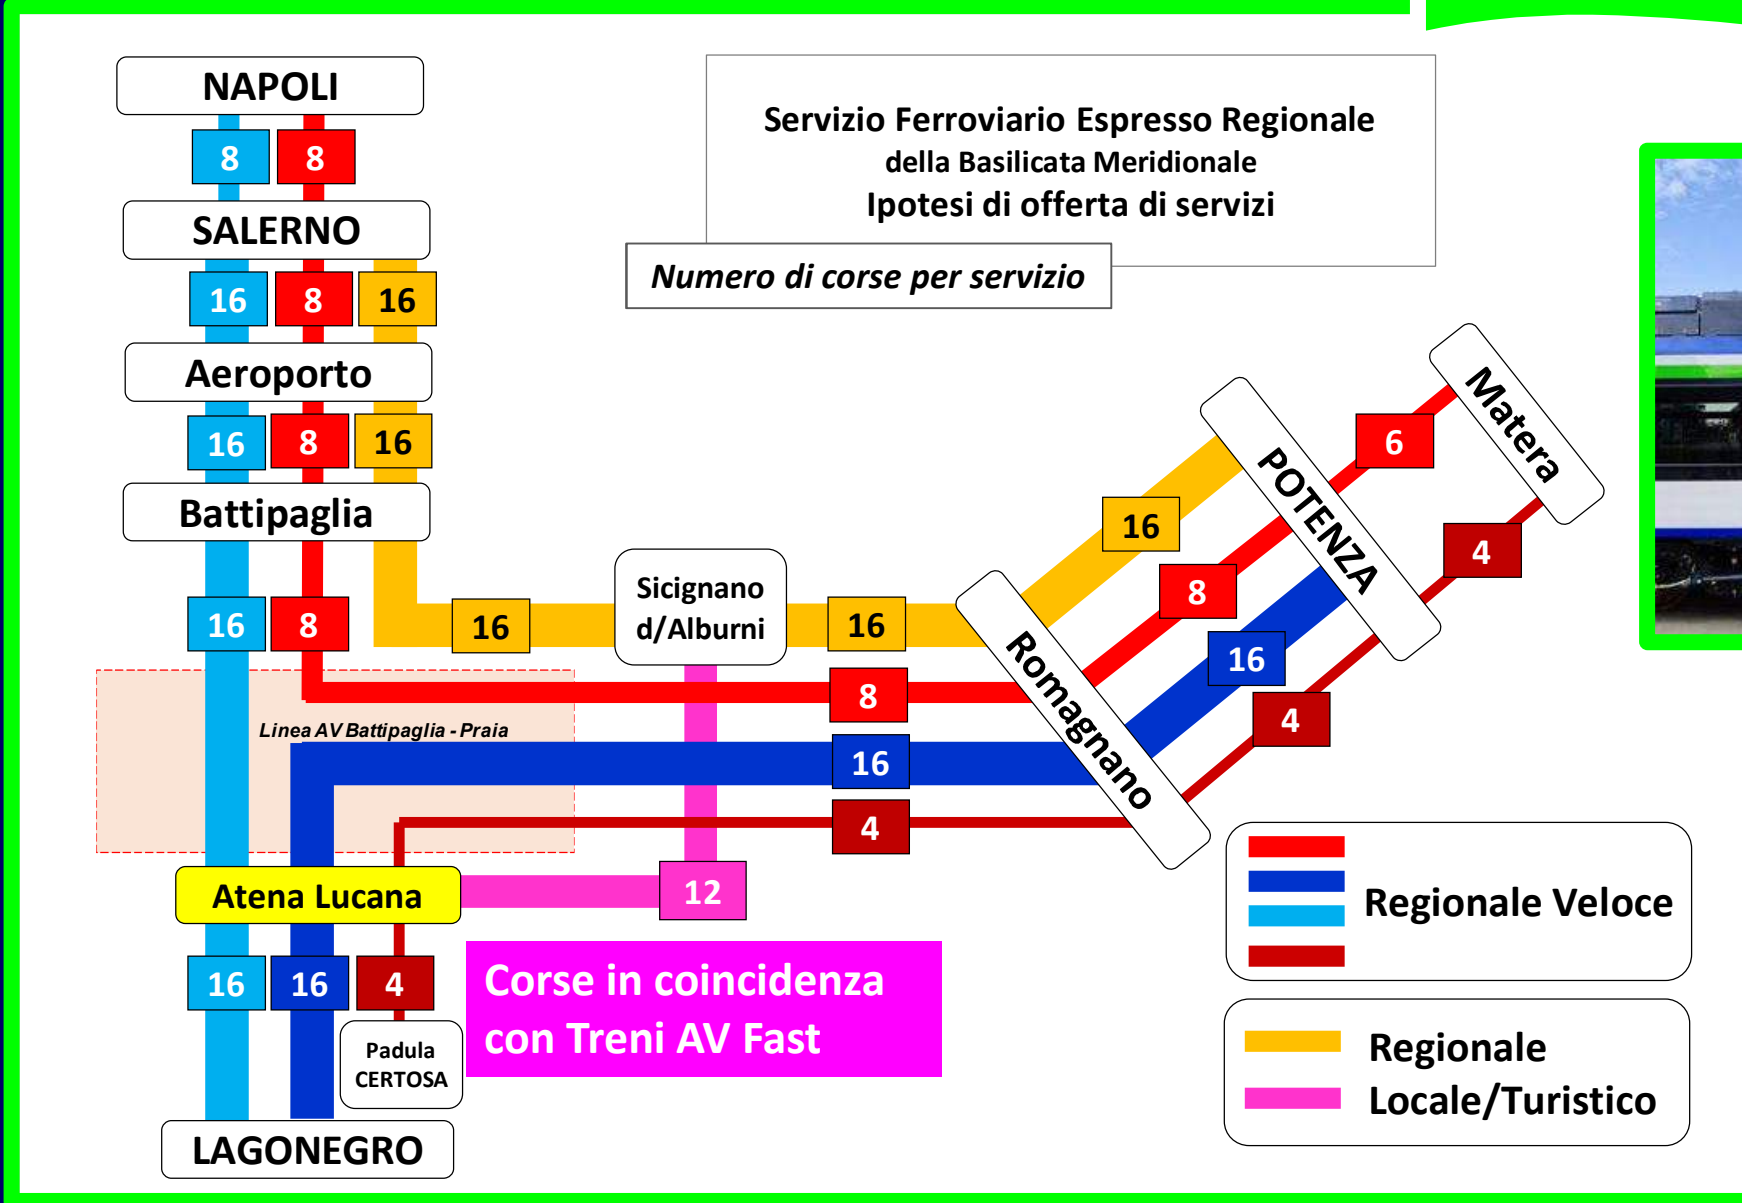 NAPOLI
8 8
SALERNO
16 8 16
Aeroporto
16 8 16
Battipaglia
16 8
Servizio Ferroviario Espresso Regionale
della Basilicata Meridionale
Ipotesi di offerta di servizi
Numero di corse per servizio
16
Sicignano
d/Alburni
16
8
16
4
Linea AV Battipaglia - Praia
Romagnano
16
8
16
4
POTENZA
6
4
Matera
Atena Lucana
12
16 16 4
Padula
CERTOSA
LAGONEGRO
Corse in coincidenza
con Treni AV Fast
Regionale Veloce
Regionale
Locale/Turistico